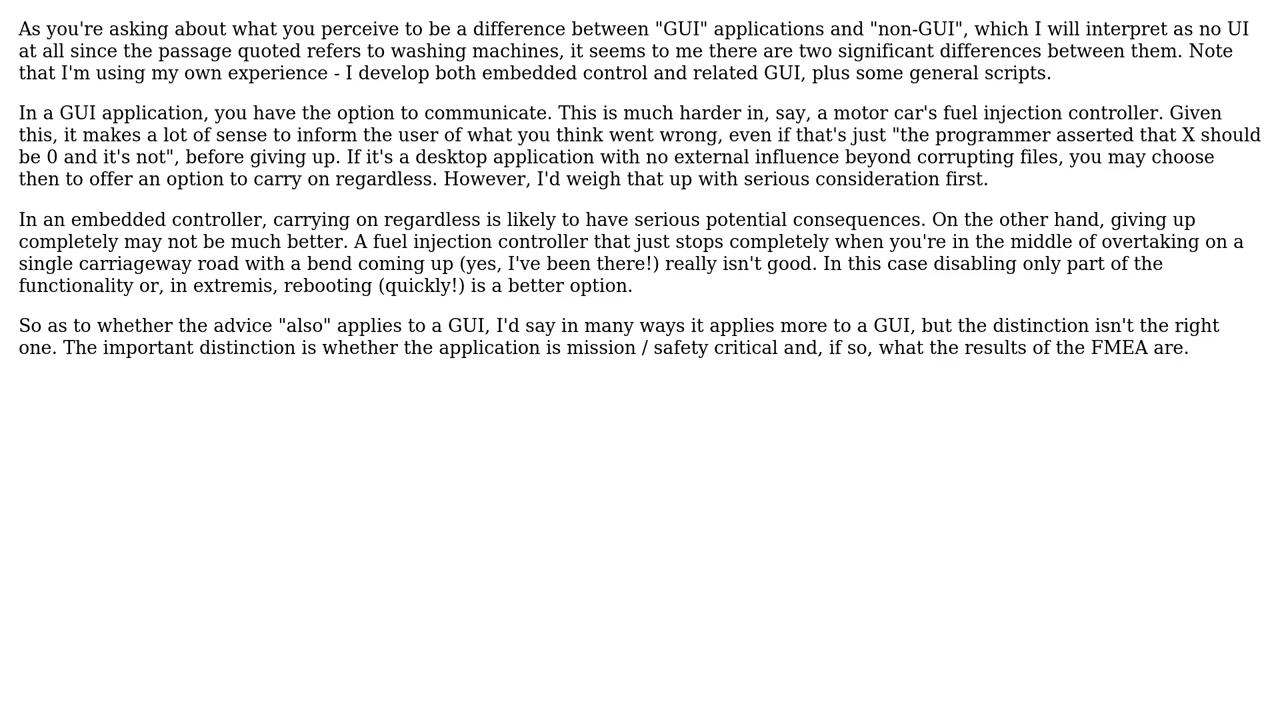 As you're asking about what you perceive to be a difference between "GUI" applications and "non-GUI", which I will interpret as no UI
at all since the passage quoted refers to washing machines, it seems to me there are two significant differences between them. Note
that I'm using my own experience - I develop both embedded control and related GUI, plus some general scripts.
In a GUI application, you have the option to communicate. This is much harder in, say, a motor car's fuel injection controller. Given
this, it makes a lot of sense to inform the user of what you think went wrong, even if that's just "the programmer asserted that X should
be 0 and it's not", before giving up. If it's a desktop application with no external influence beyond corrupting files, you may choose
then to offer an option to carry on regardless. However, I'd weigh that up with serious consideration first.
In an embedded controller, carrying on regardless is likely to have serious potential consequences. On the other hand, giving up
completely may not be much better. A fuel injection controller that just stops completely when you're in the middle of overtaking on a
single carriageway road with a bend coming up (yes, I've been there!) really isn't good. In this case disabling only part of the
functionality or, in extremis, rebooting (quickly!) is a better option.
So as to whether the advice "also" applies to a GUI, I'd say in many ways it applies more to a GUI, but the distinction isn't the right
one. The important distinction is whether the application is mission / safety critical and, if so, what the results of the FMEA are.